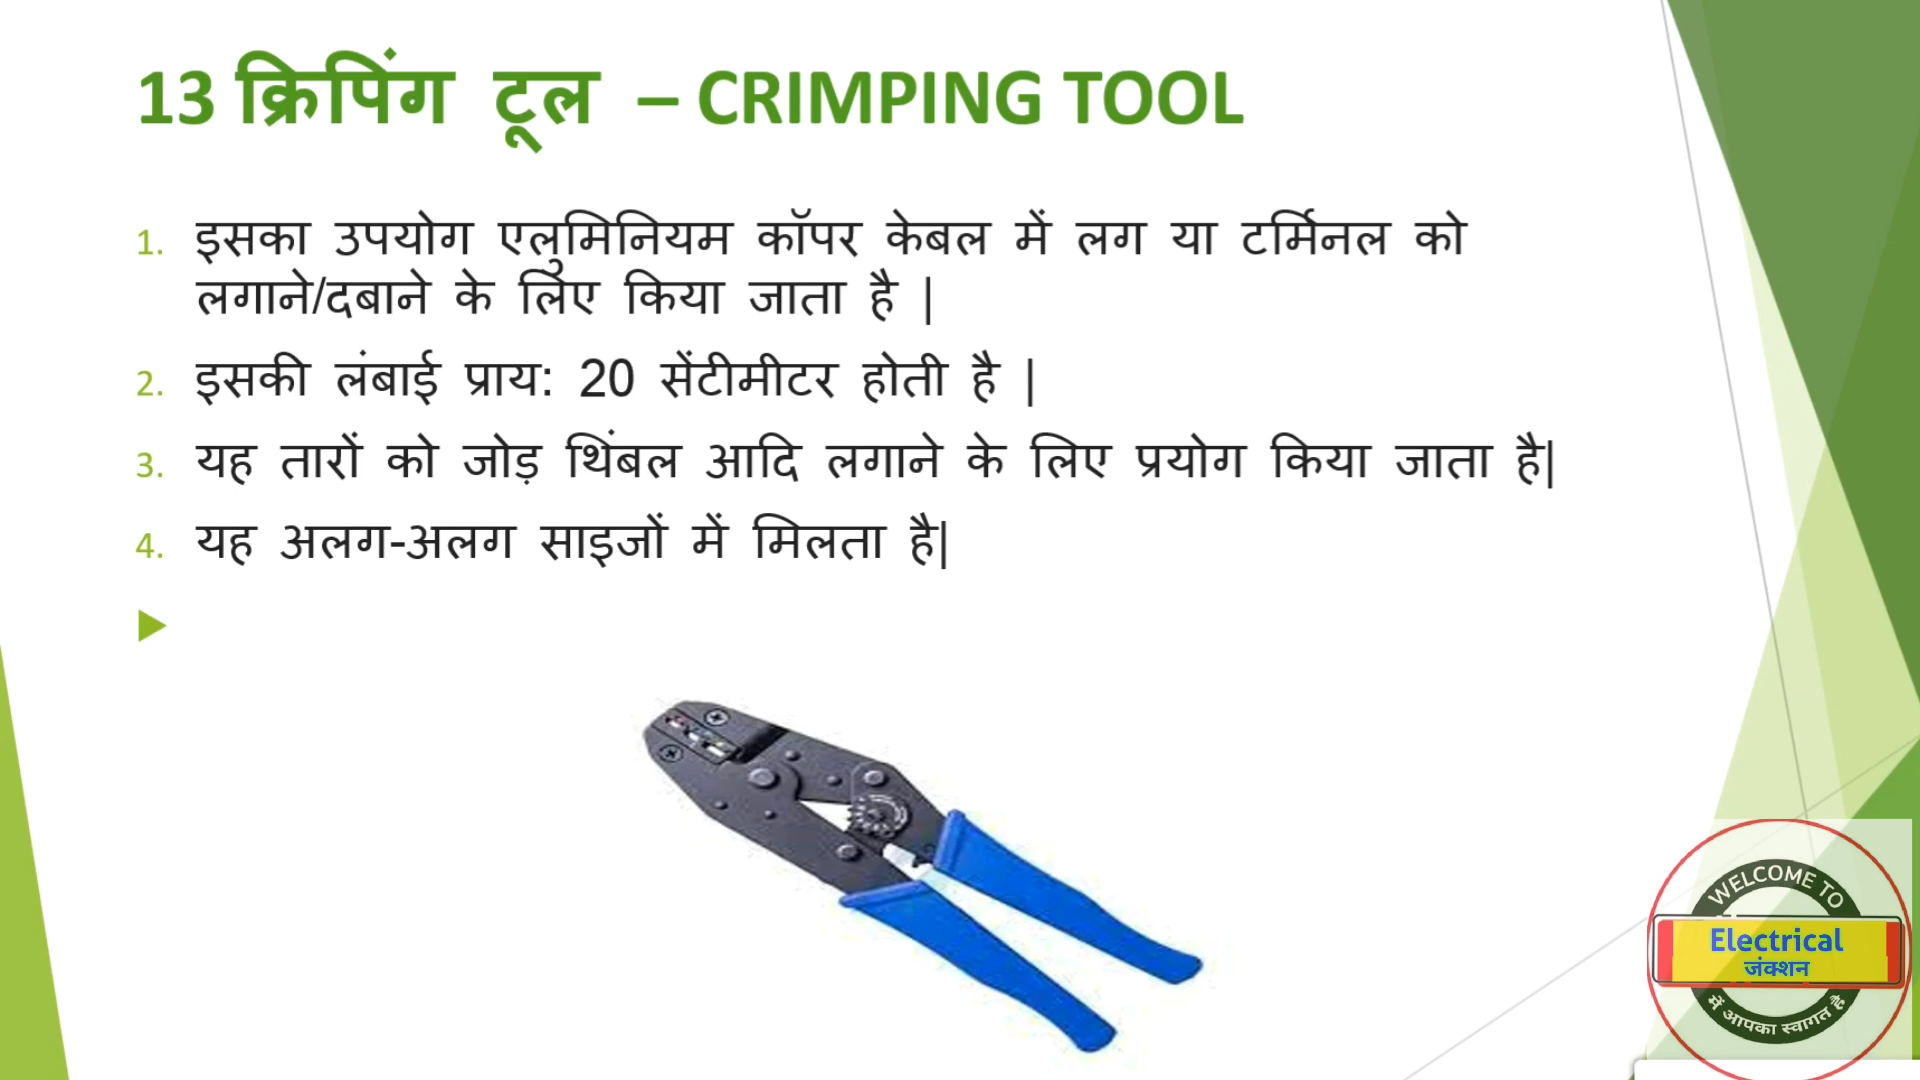 13 क्रिपिंग टूल – CRIMPING TOOL
1. इसका उपयोग एलुमिनियम कॉपर केबल में लग या टर्मिनल को
लगाने/दबाने के लिए किया जाता है |
2. इसकी लंबाई प्राय: 20 सेंटीमीटर होती है |
3. यह तारों को जोड़ थिंबल आदि लगाने के लिए प्रयोग किया जाता है|
4. यह अलग-अलग साइजों में मिलता है|
WELCOME TO
Electrical
जंक्शन
में आपका स्वागत है